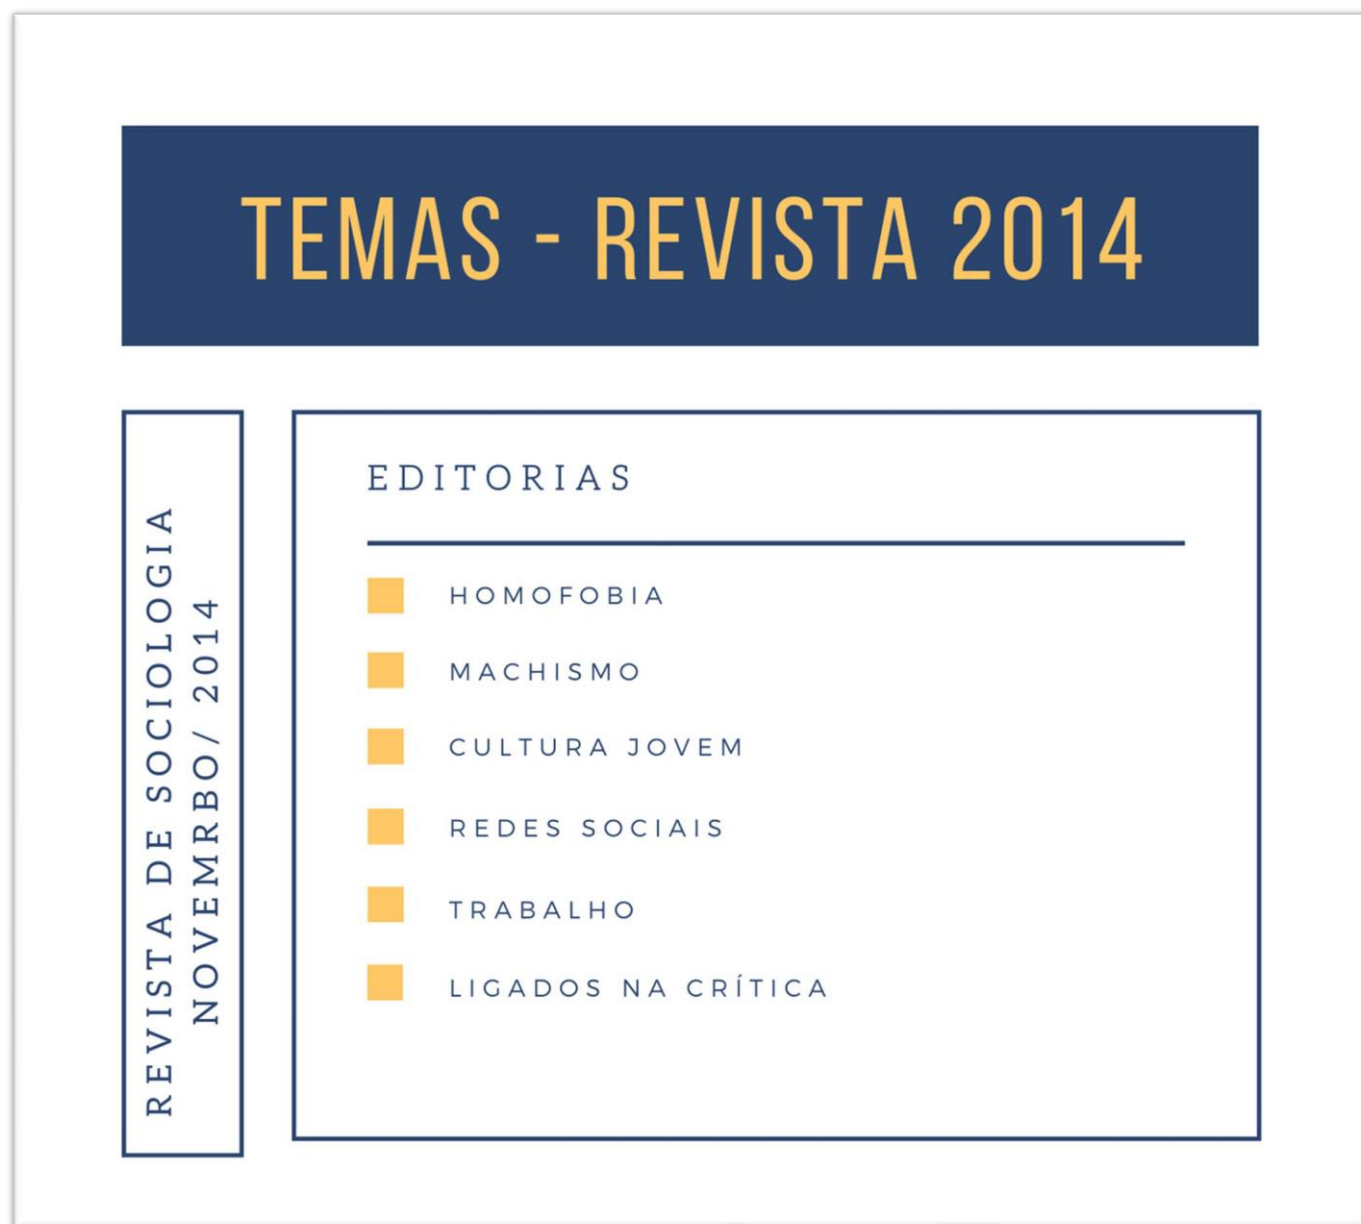 TEMAS - REVISTA 2014
REVISTA DE SOCIOLOGIA
NOVEMRBO/ 2014
EDITORIAS
HOMOFOBIA
MACHISMO
CULTURA JOVEM
REDES SOCIAIS
TRABALHO
LIGADOS NA CRÍTICA